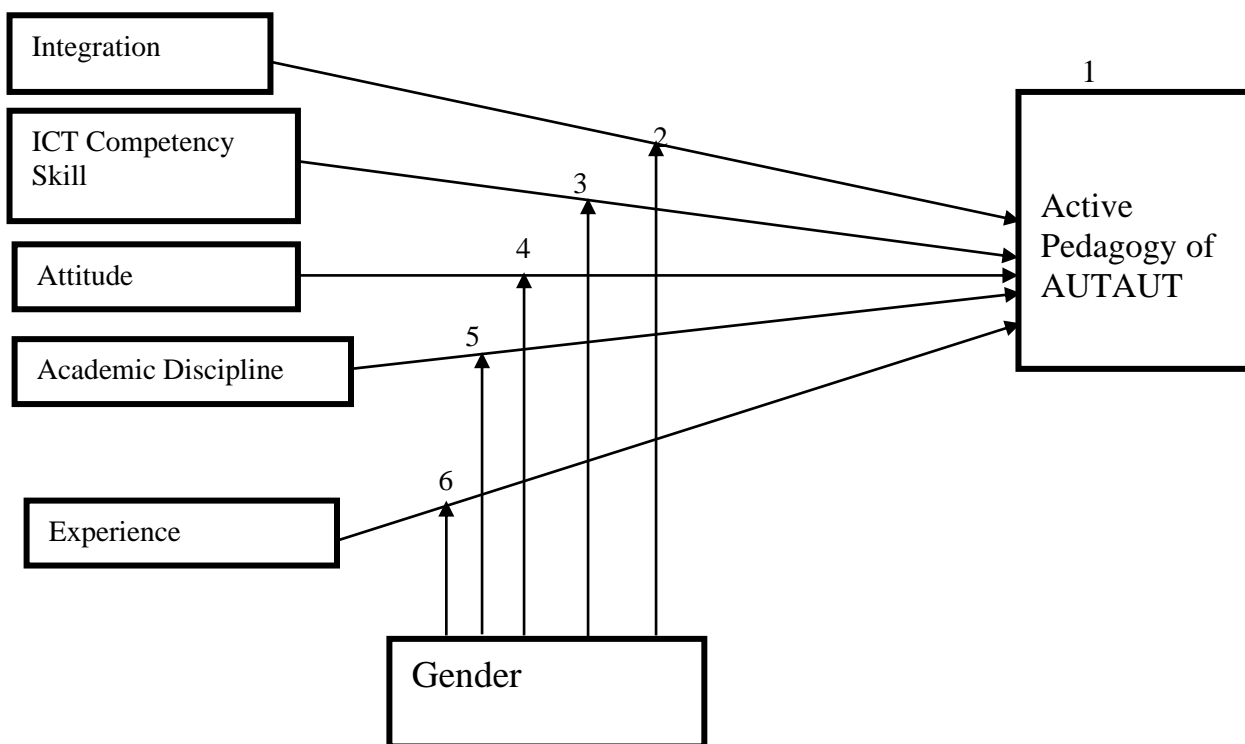 Integration
1
ICT Competency
Skill
2
3
Active
Pedagogy of
AUTAUT
Attitude
4
Academic Discipline
5
6
Experience
Gender